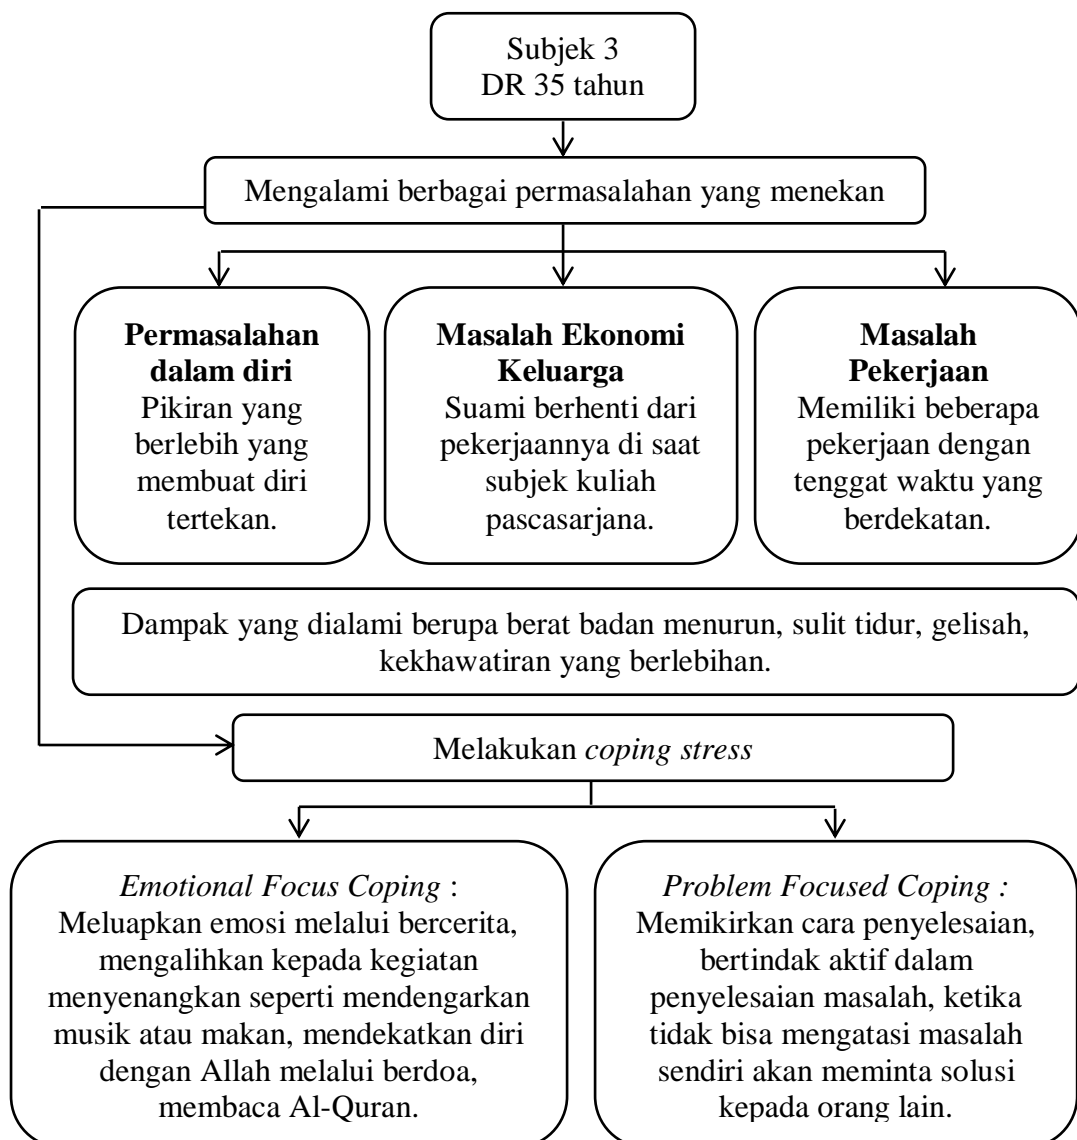 Subjek 3
DR 35 tahun
Mengalami berbagai permasalahan yang menekan
Permasalahan
dalam diri
Pikiran yang
berlebih yang
membuat diri
tertekan.
Masalah Ekonomi
Keluarga
Suami berhenti dari
pekerjaannya di saat
subjek kuliah
pascasarjana.
Masalah
Pekerjaan
Memiliki beberapa
pekerjaan dengan
tenggat waktu yang
berdekatan.
Dampak yang dialami berupa berat badan menurun, sulit tidur, gelisah,
kekhawatiran yang berlebihan.
Melakukan coping stress
Emotional Focus Coping :
Meluapkan emosi melalui bercerita,
mengalihkan kepada kegiatan
menyenangkan seperti mendengarkan
musik atau makan, mendekatkan diri
dengan Allah melalui berdoa,
membaca Al-Quran.
Problem Focused Coping :
Memikirkan cara penyelesaian,
bertindak aktif dalam
penyelesaian masalah, ketika
tidak bisa mengatasi masalah
sendiri akan meminta solusi
kepada orang lain.